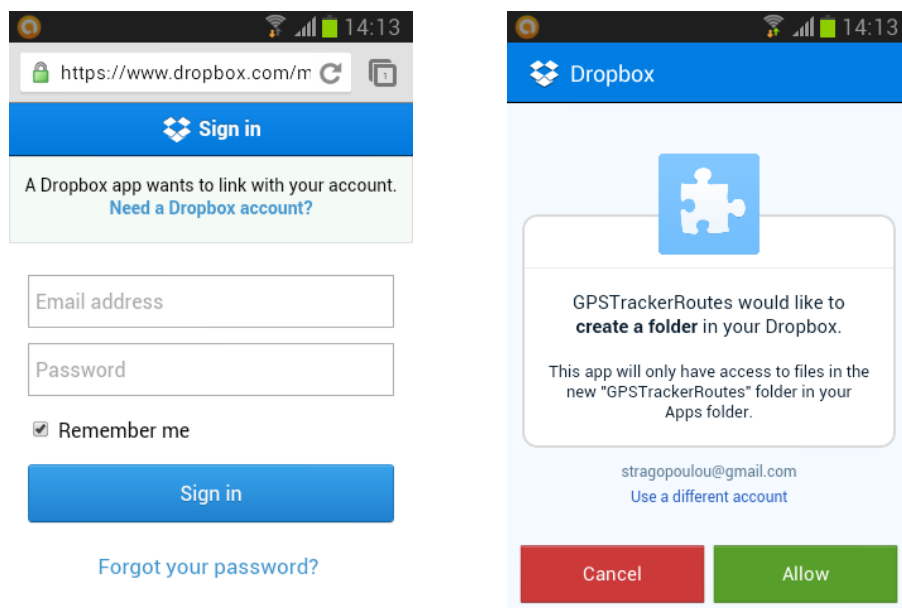 14:13
https://www.dropbox.com/m
1
Sign in
A Dropbox app wants to link with your account.
Need a Dropbox account?
Email address
Password
Remember me
Sign in
Forgot your password?
14:13
Dropbox
GPSTrackerRoutes would like to
create a folder in your Dropbox.
This app will only have access to files in the
new "GPSTrackerRoutes" folder in your
Apps folder.
stragopoulou@gmail.com
Use a different account
Cancel
Allow